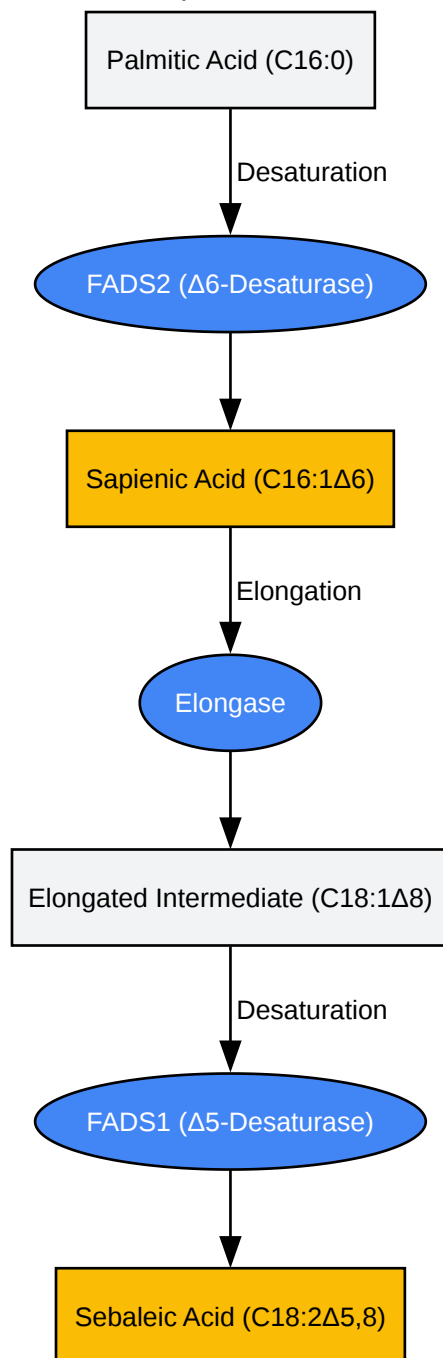 Palmitic Acid (C16:0)
Desaturation
FADS2 (Δ6-Desaturase)
Sapienic Acid (C16:1Δ6)
Elongation
Elongase
Elongated Intermediate (C18:1Δ8)
Desaturation
FADS1 (Δ5-Desaturase)
Sebaleic Acid (C18:2Δ5,8)